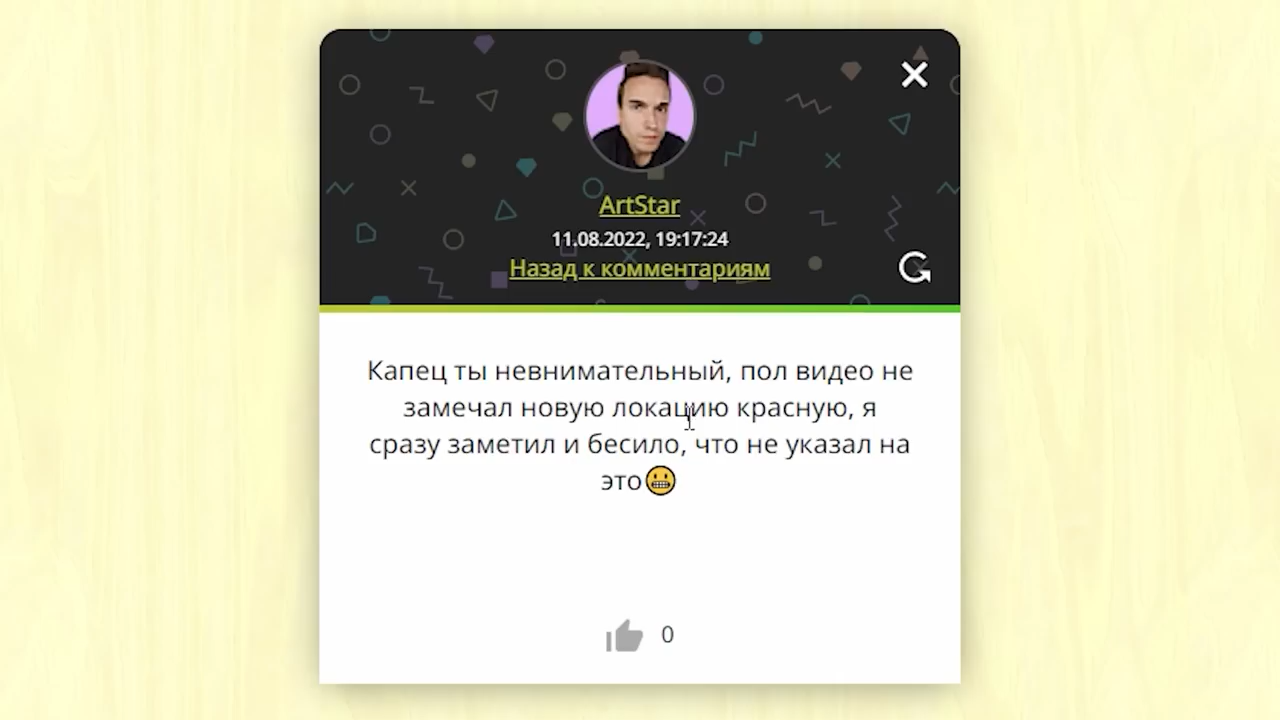 ArtStar
11.08.2022, 19:17:24
Назад к комментариям
Капец ты невнимательный, пол видео не
замечал новую локацию красную, я
сразу заметил и бесило, что не указал на
это😬
0